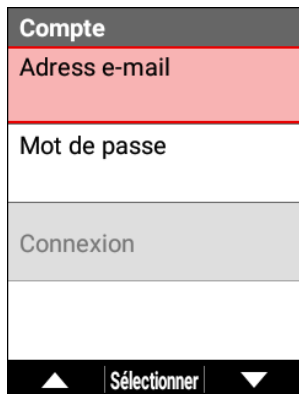 Compte
Adress e-mail
Mot de passe
Connexion
Sélectionner